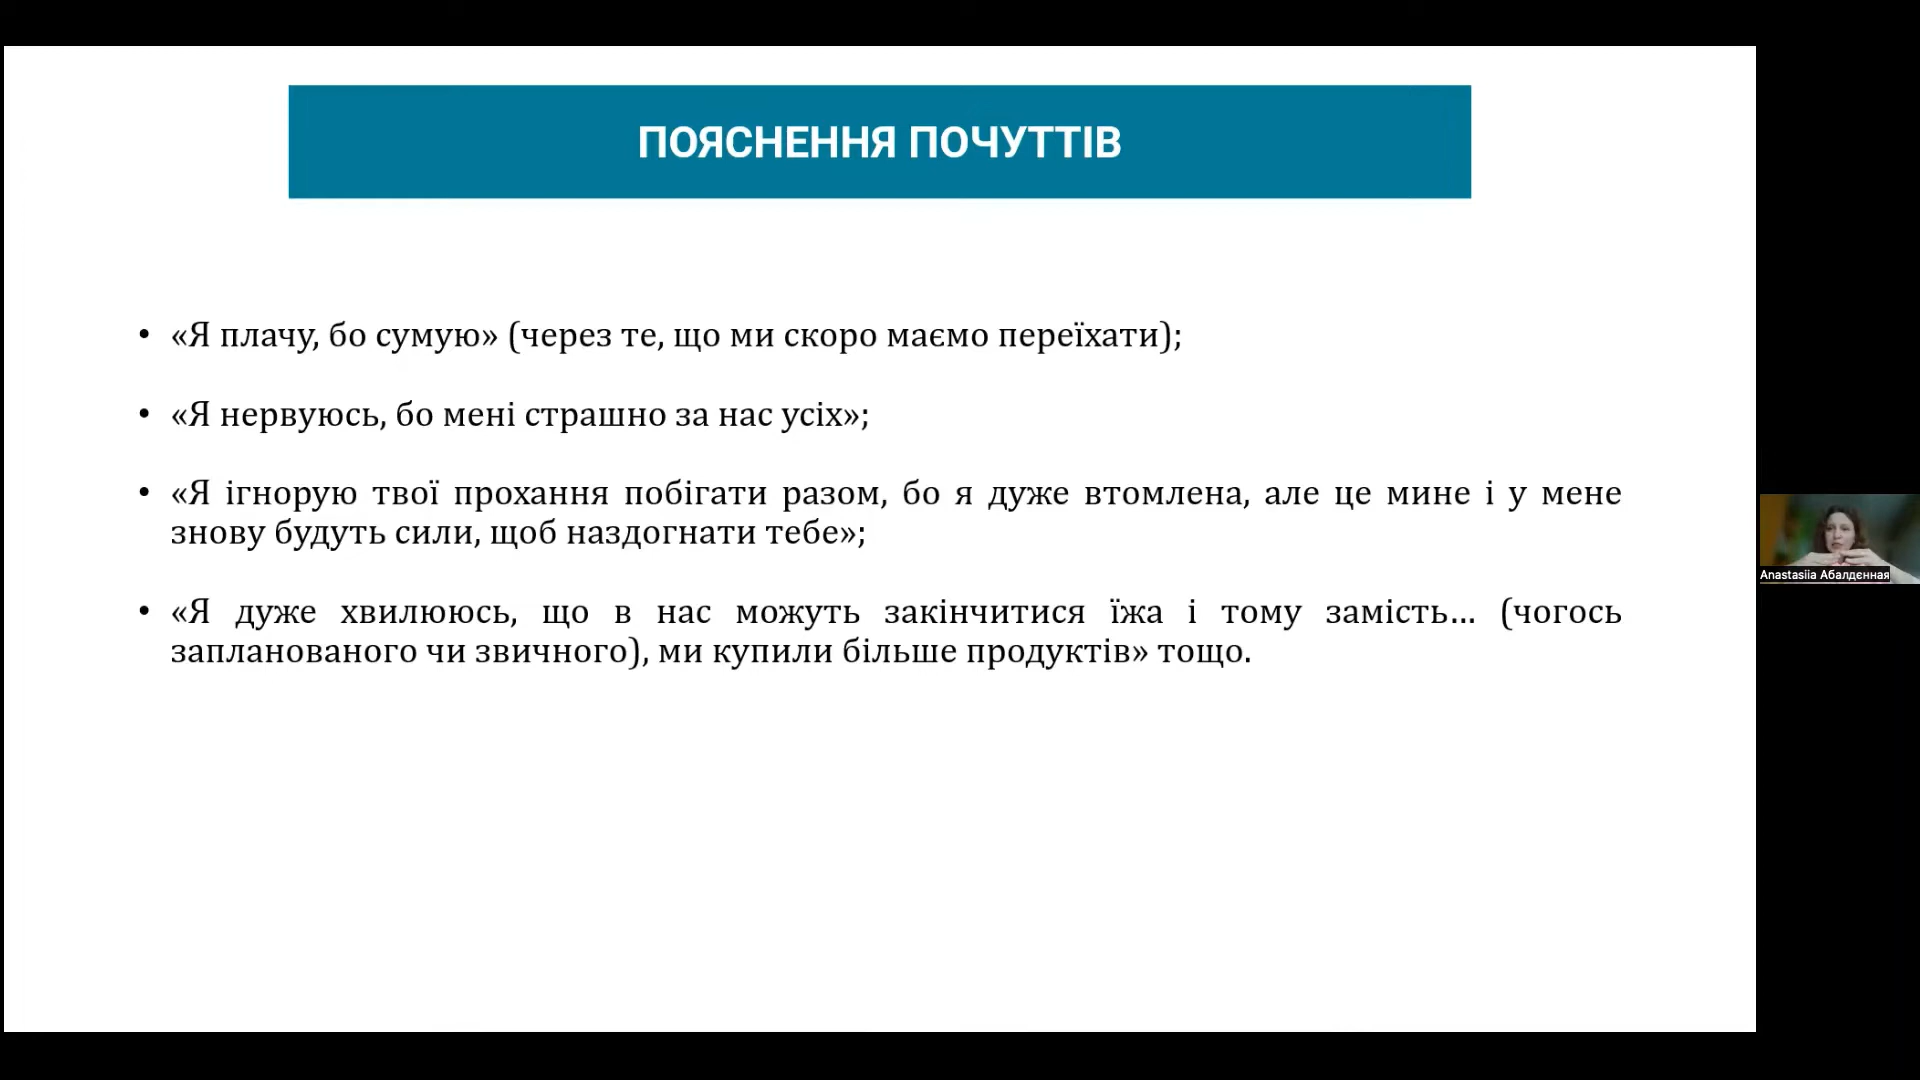 ПОЯСНЕННЯ ПОЧУТТІВ
• «Я плачу, бо сумую» (через те, що ми скоро маємо переїхати);
• «Я нервуюсь, бо мені страшно за нас усіх»;
• «Я ігнорую твої прохання побігати разом, бо я дуже втомлена, але це мине і у мене
знову будуть сили, щоб наздогнати тебе»;
• «Я дуже хвилююсь, що в нас можуть закінчитися їжа і тому замість... (чогось
запланованого чи звичного), ми купили більше продуктів» тощо.
Anastasiia Абалдєнная